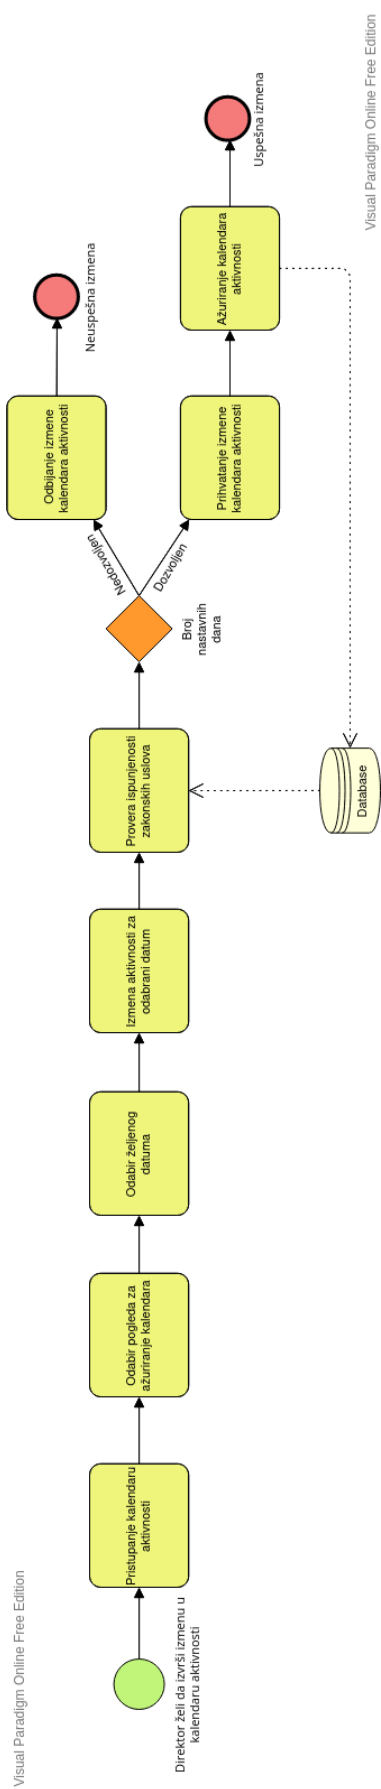 Visual Paradigm Online Free Edition
Direktor želi da izvrši izmenu u
kalendaru aktivnosti
Pristupanje kalendaru
aktivnosti
Odabir pogleda za
ažuriranje kalendara
Odabir željenog
datuma
Izmena aktivnosti za
odabrani datum
Provera ispunjenosti
zakonskih uslova
Broj
nastavnih
dana
Nedozvoljen
Dozvoljen
Odbijanje izmene
kalendara aktivnosti
Neuspešna izmena
Prihvatanje izmene
kalendara aktivnosti
Ažuriranje kalendara
aktivnosti
Uspešna izmena
Database
Visual Paradigm Online Free Edition